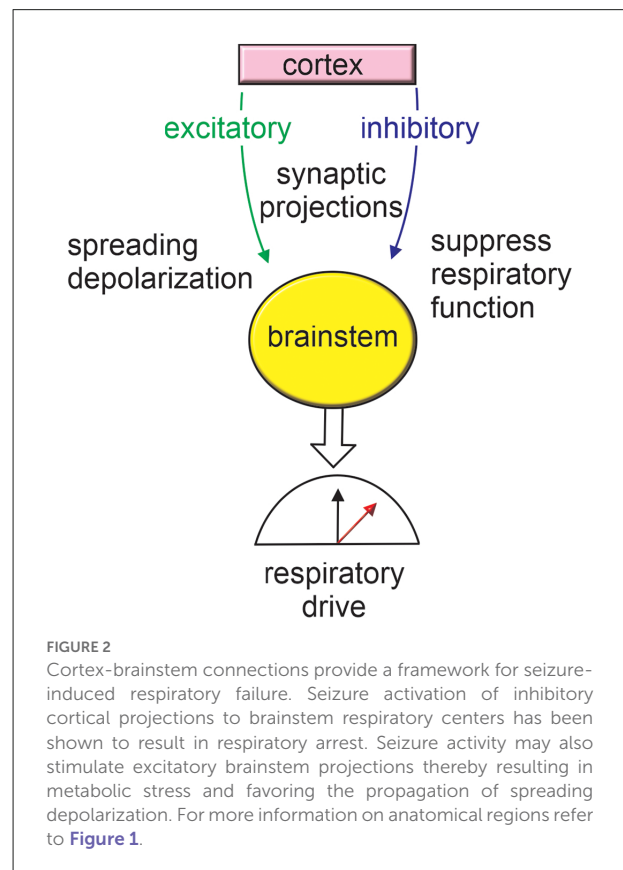 cortex
excitatory
inhibitory
synaptic
projections
spreading
depolarization
suppress
respiratory
function
brainstem
respiratory
drive
FIGURE 2
Cortex-brainstem connections provide a framework for seizure-
induced respiratory failure. Seizure activation of inhibitory
cortical projections to brainstem respiratory centers has been
shown to result in respiratory arrest. Seizure activity may also
stimulate excitatory brainstem projections thereby resulting in
metabolic stress and favoring the propagation of spreading
depolarization. For more information on anatomical regions refer
to Figure 1.